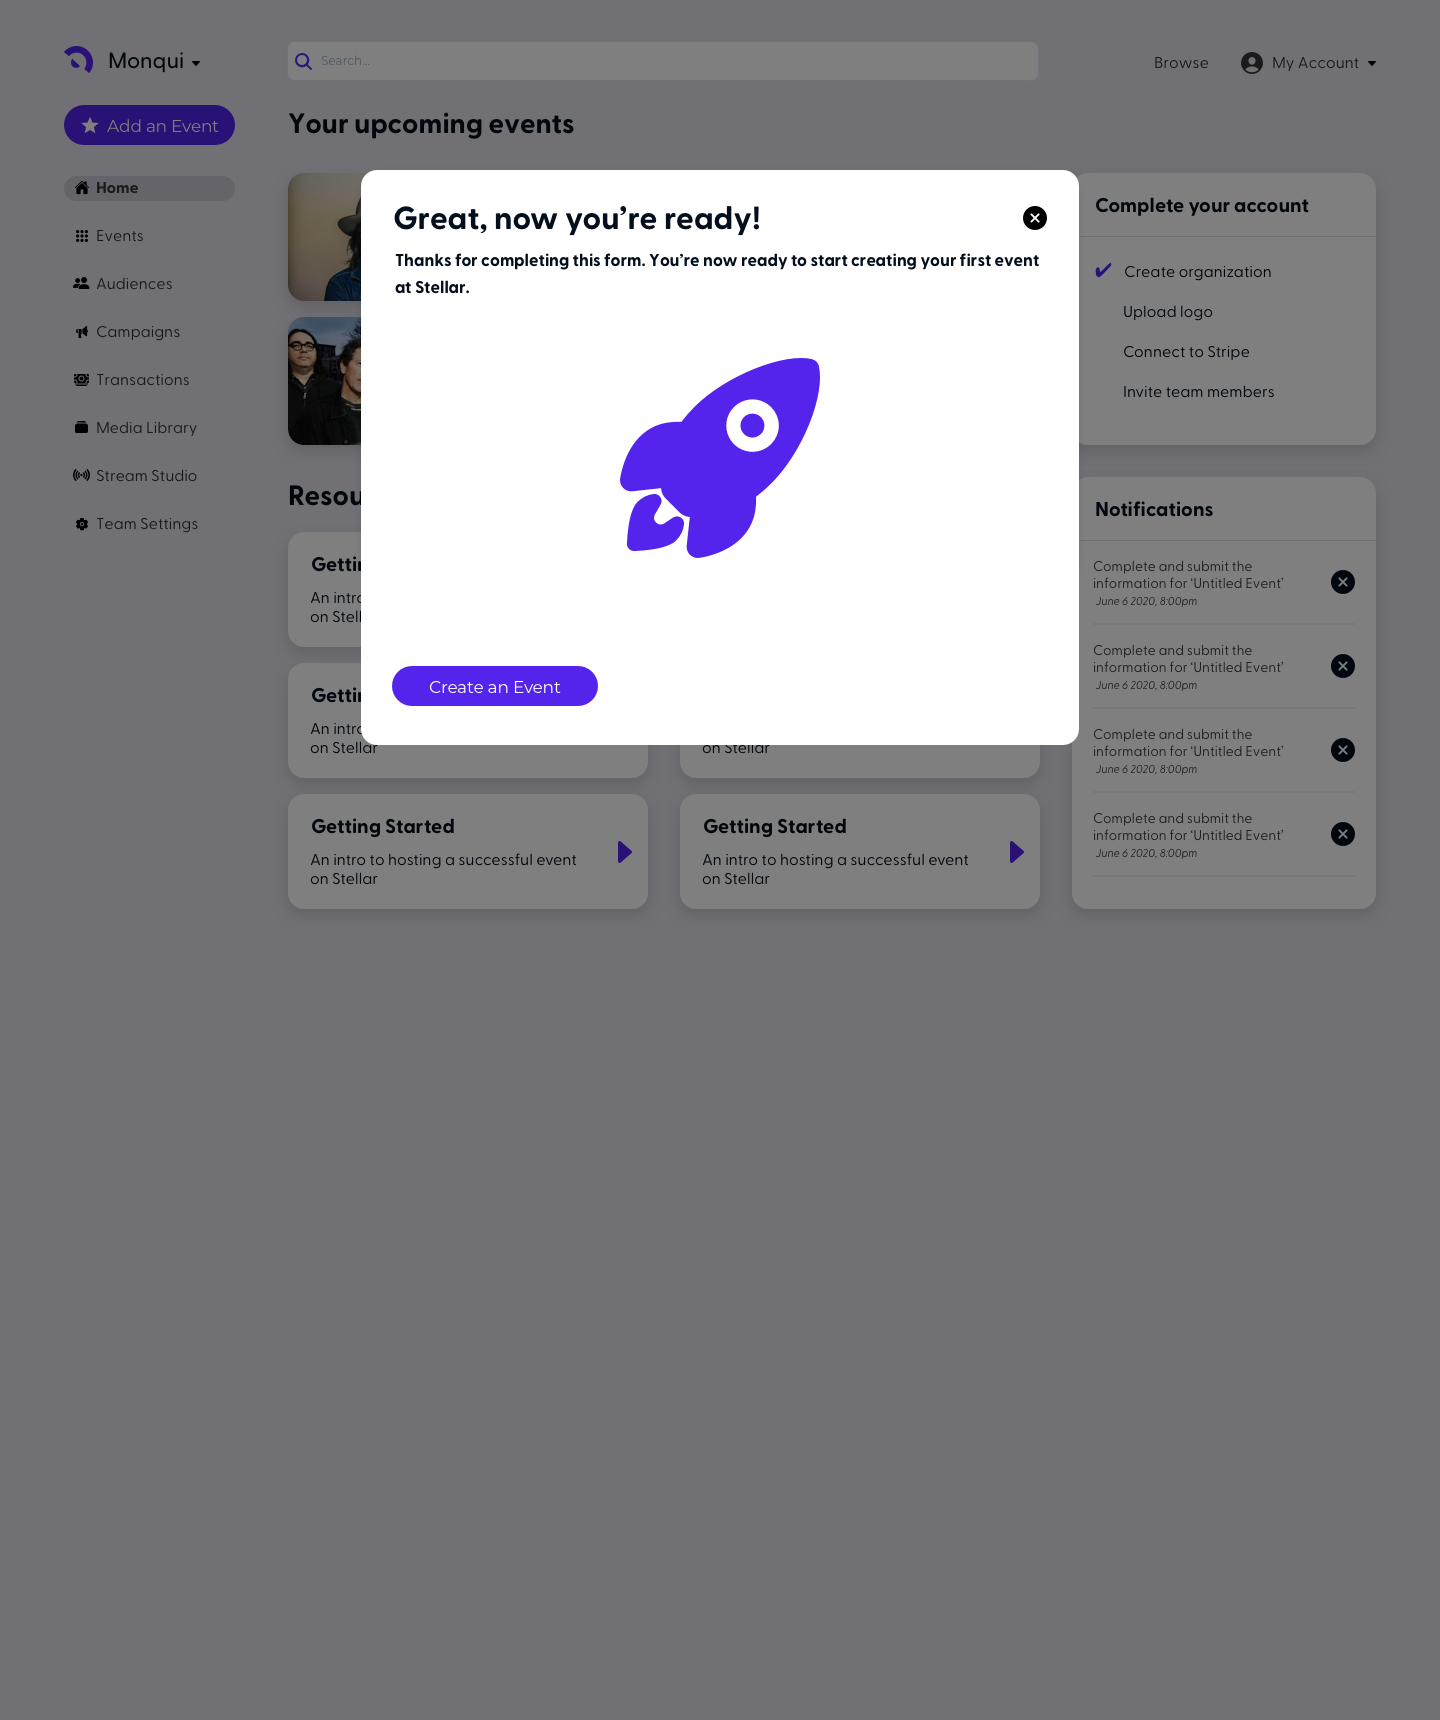 Monqui
Search...
Browse
My Account
Add an Event
Your upcoming events
Home
Events
Audiences
Campaigns
Transactions
Media Library
Stream Studio
Team Settings
Great, now you’re ready!
Thanks for completing this form. You’re now ready to start creating your first event
at Stellar.
Create an Event
Complete your account
Create organization
Upload logo
Connect to Stripe
Invite team members
An
on
An
on Stellar
on Stellar
Getting Started
An intro to hosting a successful event
on Stellar
Getting Started
An intro to hosting a successful event
on Stellar
Notifications
Complete and submit the
information for ‘Untitled Event’
June 6 2020, 8:00pm
Complete and submit the
information for ‘Untitled Event’
June 6 2020, 8:00pm
Complete and submit the
information for ‘Untitled Event’
June 6 2020, 8:00pm
Complete and submit the
information for ‘Untitled Event’
June 6 2020, 8:00pm